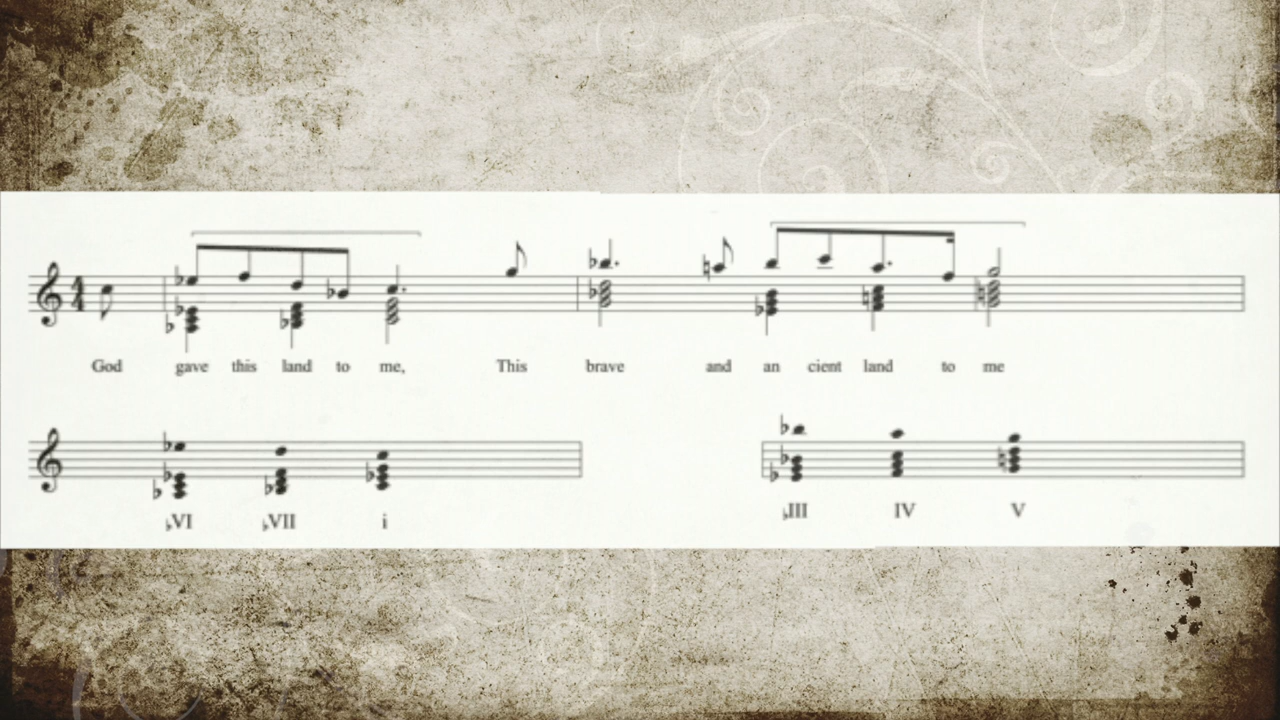 God gave this land to me, This brave and an cient land to me
♭VI ♭VII i ♭III IV V